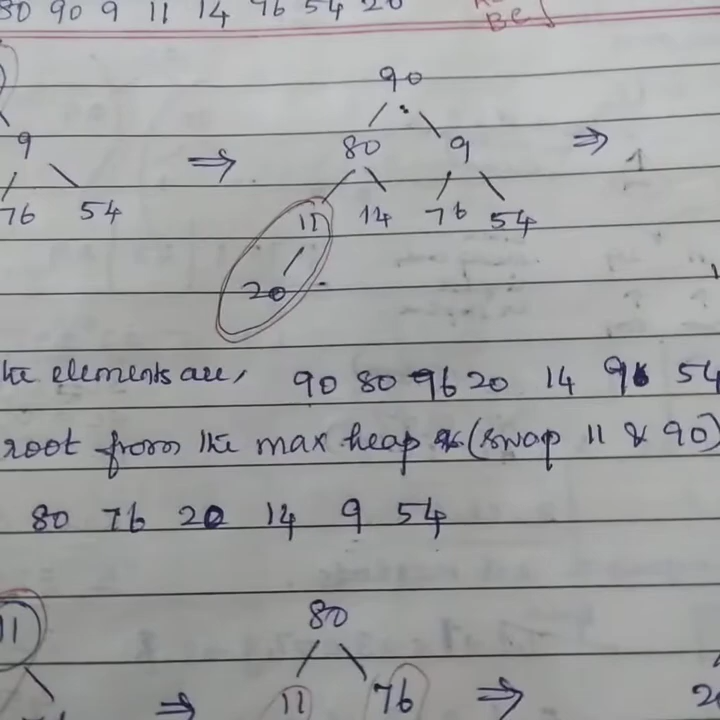 80 90 9 11 14 76 54 20
90
9 ⇒ 80 9 ⇒
76 54 11 14 76 54
20
the elements are, 90 80 96 20 14 9 54
root from the max heap (swap 11 & 90)
80 76 20 14 9 54
11 80
⇒ 11 76 ⇒ 2